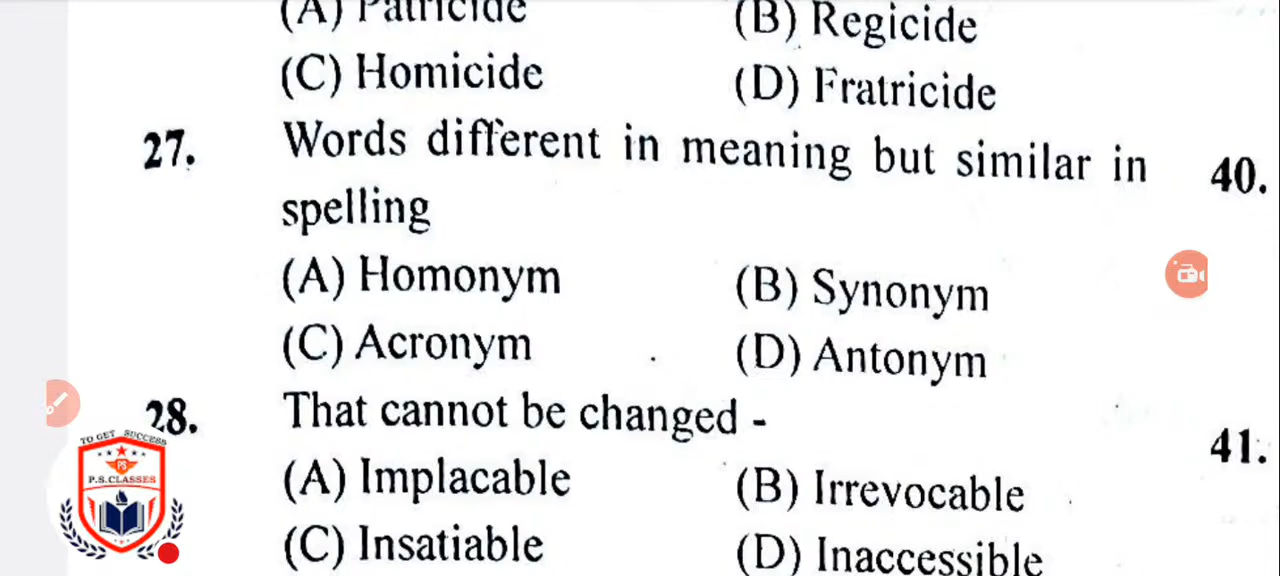 (A) Patricide (B) Regicide
(C) Homicide (D) Fratricide
27. Words different in meaning but similar in 40.
spelling
(A) Homonym (B) Synonym
(C) Acronym (D) Antonym
28. That cannot be changed -
41.
(A) Implacable (B) Irrevocable
(C) Insatiable (D) Inaccessible
TO GET SUCCESS
PS
P.S.CLASSES